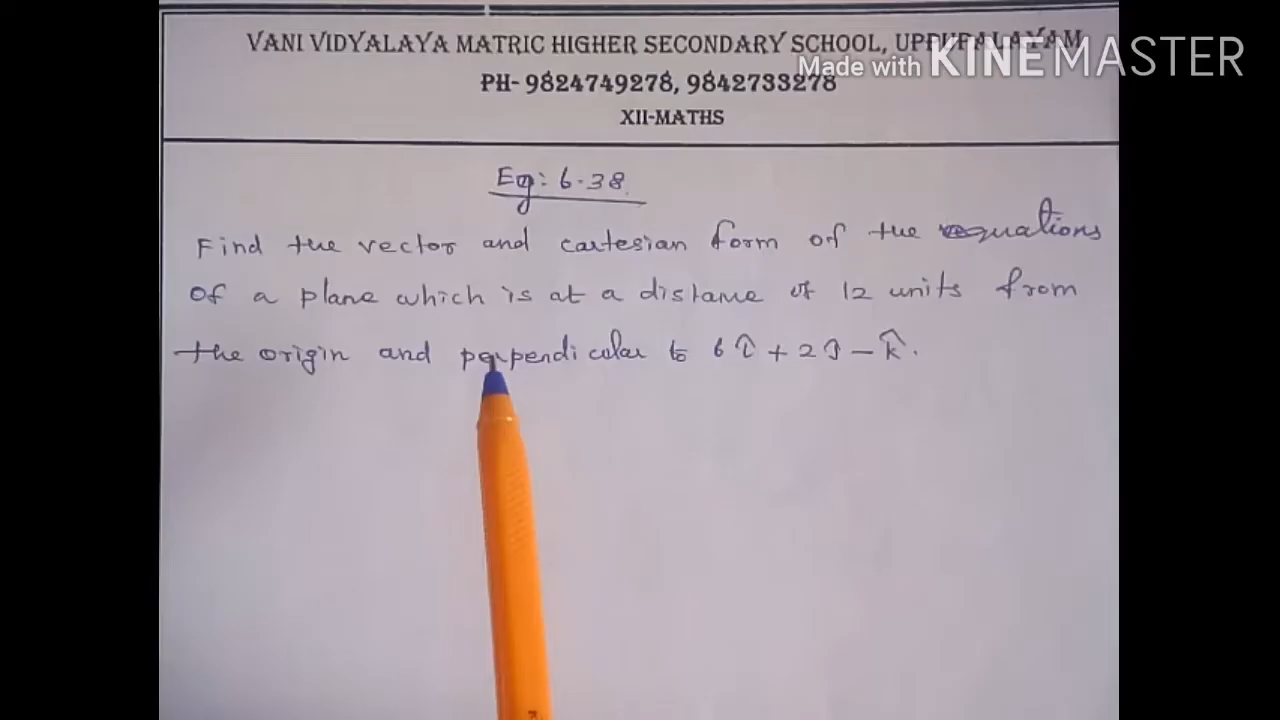 VANI VIDYALAYA MATRIC HIGHER SECONDARY SCHOOL, UPPUPALAYAM
Made with KINEMASTER
PH- 9824749278, 9842733278
XII-MATHS
Eg: 6.38
Find the vector and cartesian form of the equations
of a plane which is at a distance of 12 units from
the origin and perpendicular to 6î + 2ĵ - k̂.